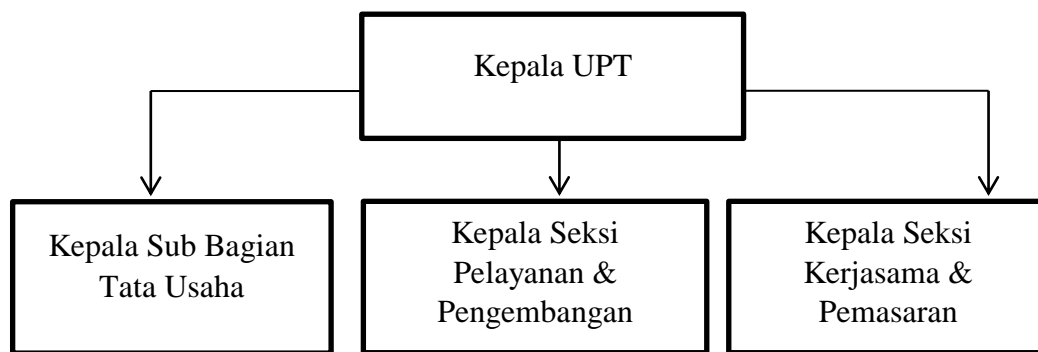 Kepala UPT
Kepala Sub Bagian
Tata Usaha
Kepala Seksi
Pelayanan &
Pengembangan
Kepala Seksi
Kerjasama &
Pemasaran